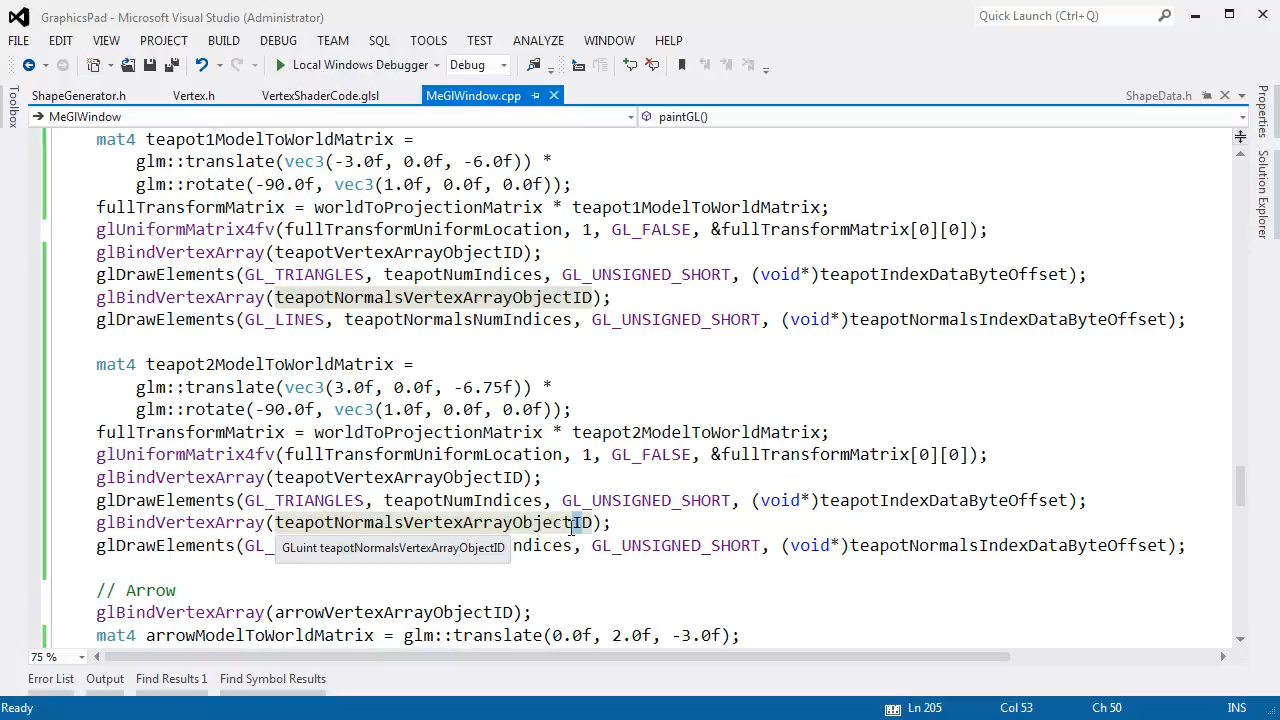 GraphicsPad - Microsoft Visual Studio (Administrator)
Quick Launch (Ctrl+Q)
FILE EDIT VIEW PROJECT BUILD DEBUG TEAM SQL TOOLS TEST ANALYZE WINDOW HELP
Local Windows Debugger Debug
ShapeGenerator.h Vertex.h VertexShaderCode.glsl MeGlWindow.cpp ShapeData.h
MeGlWindow paintGL()
Toolbox
Properties
Solution Explorer
mat4 teapot1ModelToWorldMatrix =
glm::translate(vec3(-3.0f, 0.0f, -6.0f)) *
glm::rotate(-90.0f, vec3(1.0f, 0.0f, 0.0f));
fullTransformMatrix = worldToProjectionMatrix * teapot1ModelToWorldMatrix;
glUniformMatrix4fv(fullTransformUniformLocation, 1, GL_FALSE, &fullTransformMatrix[0][0]);
glBindVertexArray(teapotVertexArrayObjectID);
glDrawElements(GL_TRIANGLES, teapotNumIndices, GL_UNSIGNED_SHORT, (void*)teapotIndexDataByteOffset);
glBindVertexArray(teapotNormalsVertexArrayObjectID);
glDrawElements(GL_LINES, teapotNormalsNumIndices, GL_UNSIGNED_SHORT, (void*)teapotNormalsIndexDataByteOffset);
mat4 teapot2ModelToWorldMatrix =
glm::translate(vec3(3.0f, 0.0f, -6.75f)) *
glm::rotate(-90.0f, vec3(1.0f, 0.0f, 0.0f));
fullTransformMatrix = worldToProjectionMatrix * teapot2ModelToWorldMatrix;
glUniformMatrix4fv(fullTransformUniformLocation, 1, GL_FALSE, &fullTransformMatrix[0][0]);
glBindVertexArray(teapotVertexArrayObjectID);
glDrawElements(GL_TRIANGLES, teapotNumIndices, GL_UNSIGNED_SHORT, (void*)teapotIndexDataByteOffset);
glBindVertexArray(teapotNormalsVertexArrayObjectID);
glDrawElements(GL_ ndices, GL_UNSIGNED_SHORT, (void*)teapotNormalsIndexDataByteOffset);
GLuint teapotNormalsVertexArrayObjectID
// Arrow
glBindVertexArray(arrowVertexArrayObjectID);
mat4 arrowModelToWorldMatrix = glm::translate(0.0f, 2.0f, -3.0f);
75 %
Error List Output Find Results 1 Find Symbol Results
Ready Ln 205 Col 53 Ch 50 INS